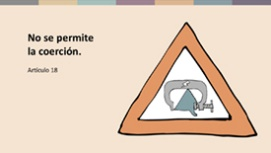 No se permite
la coerción.
Artículo 18